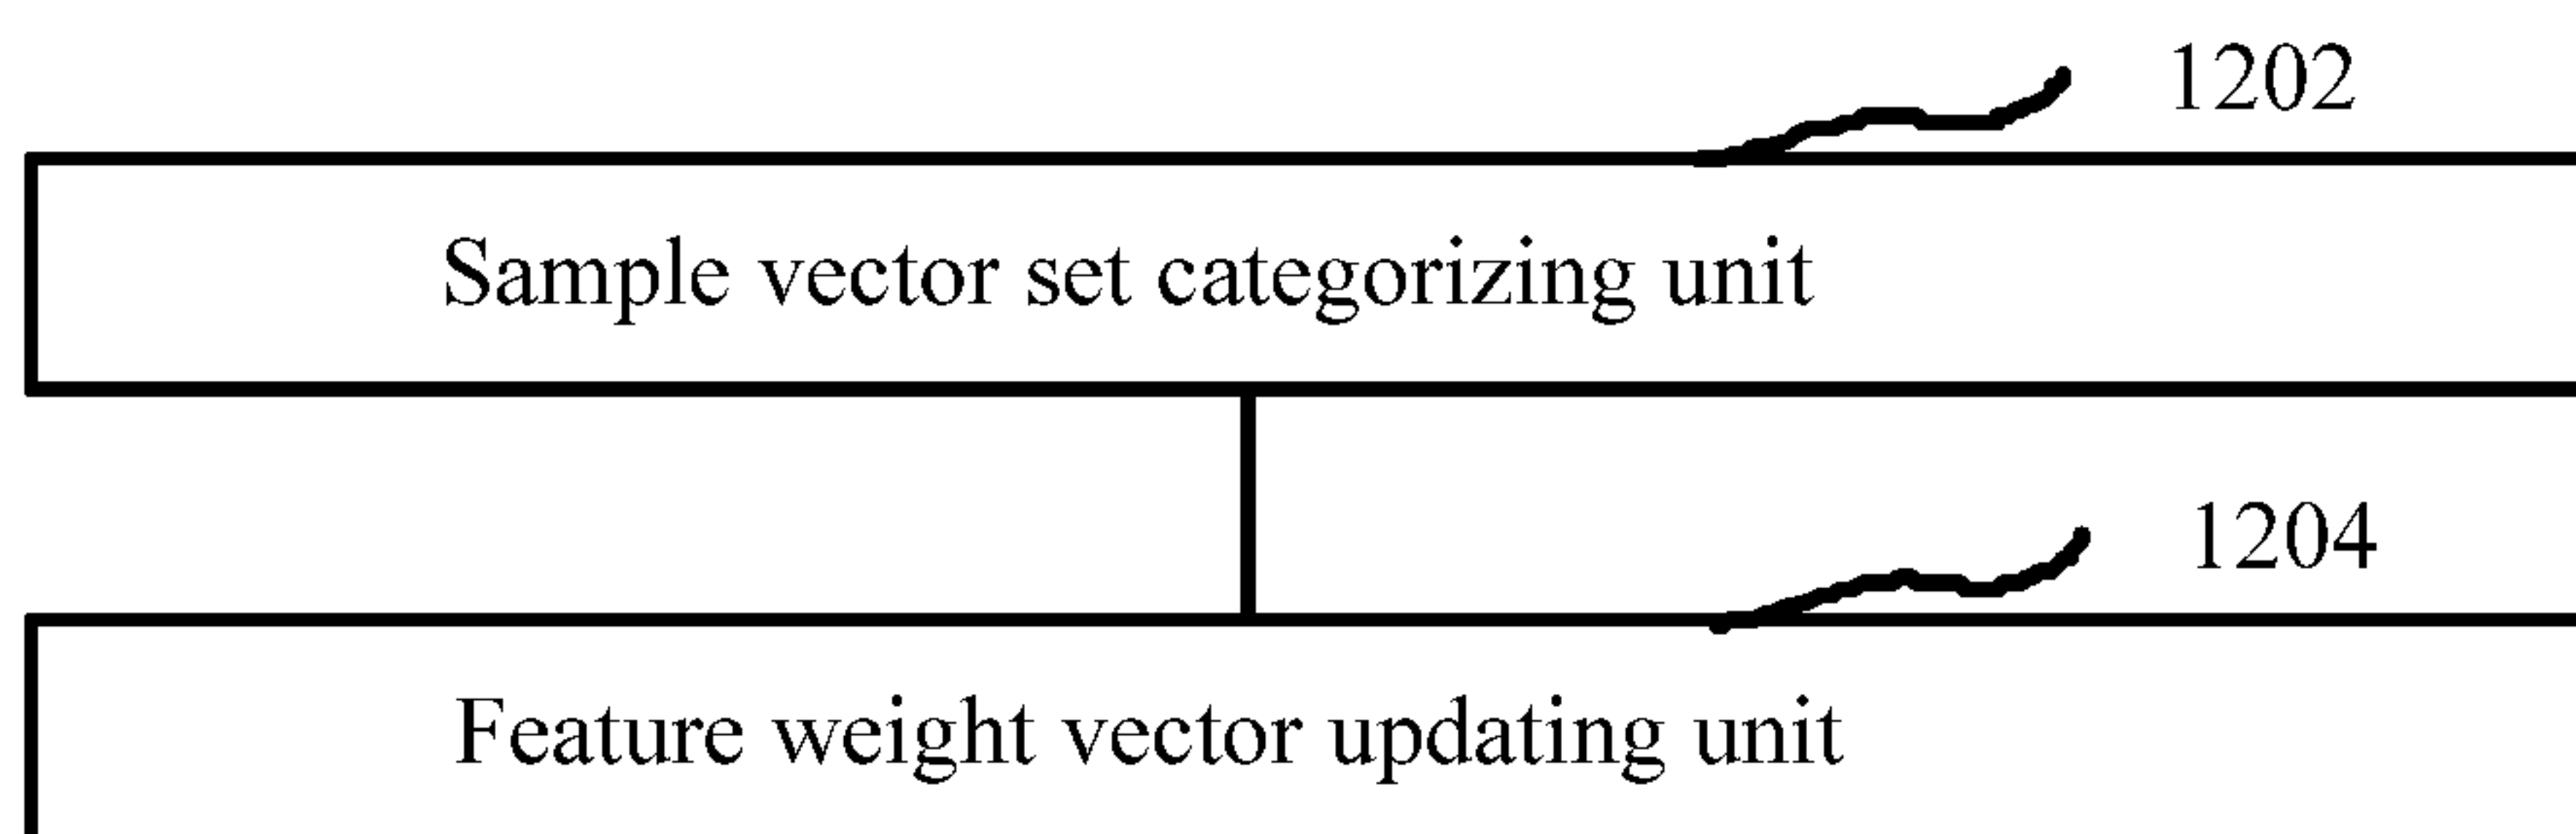 1202
Sample vector set categorizing unit
1204
Feature weight vector updating unit